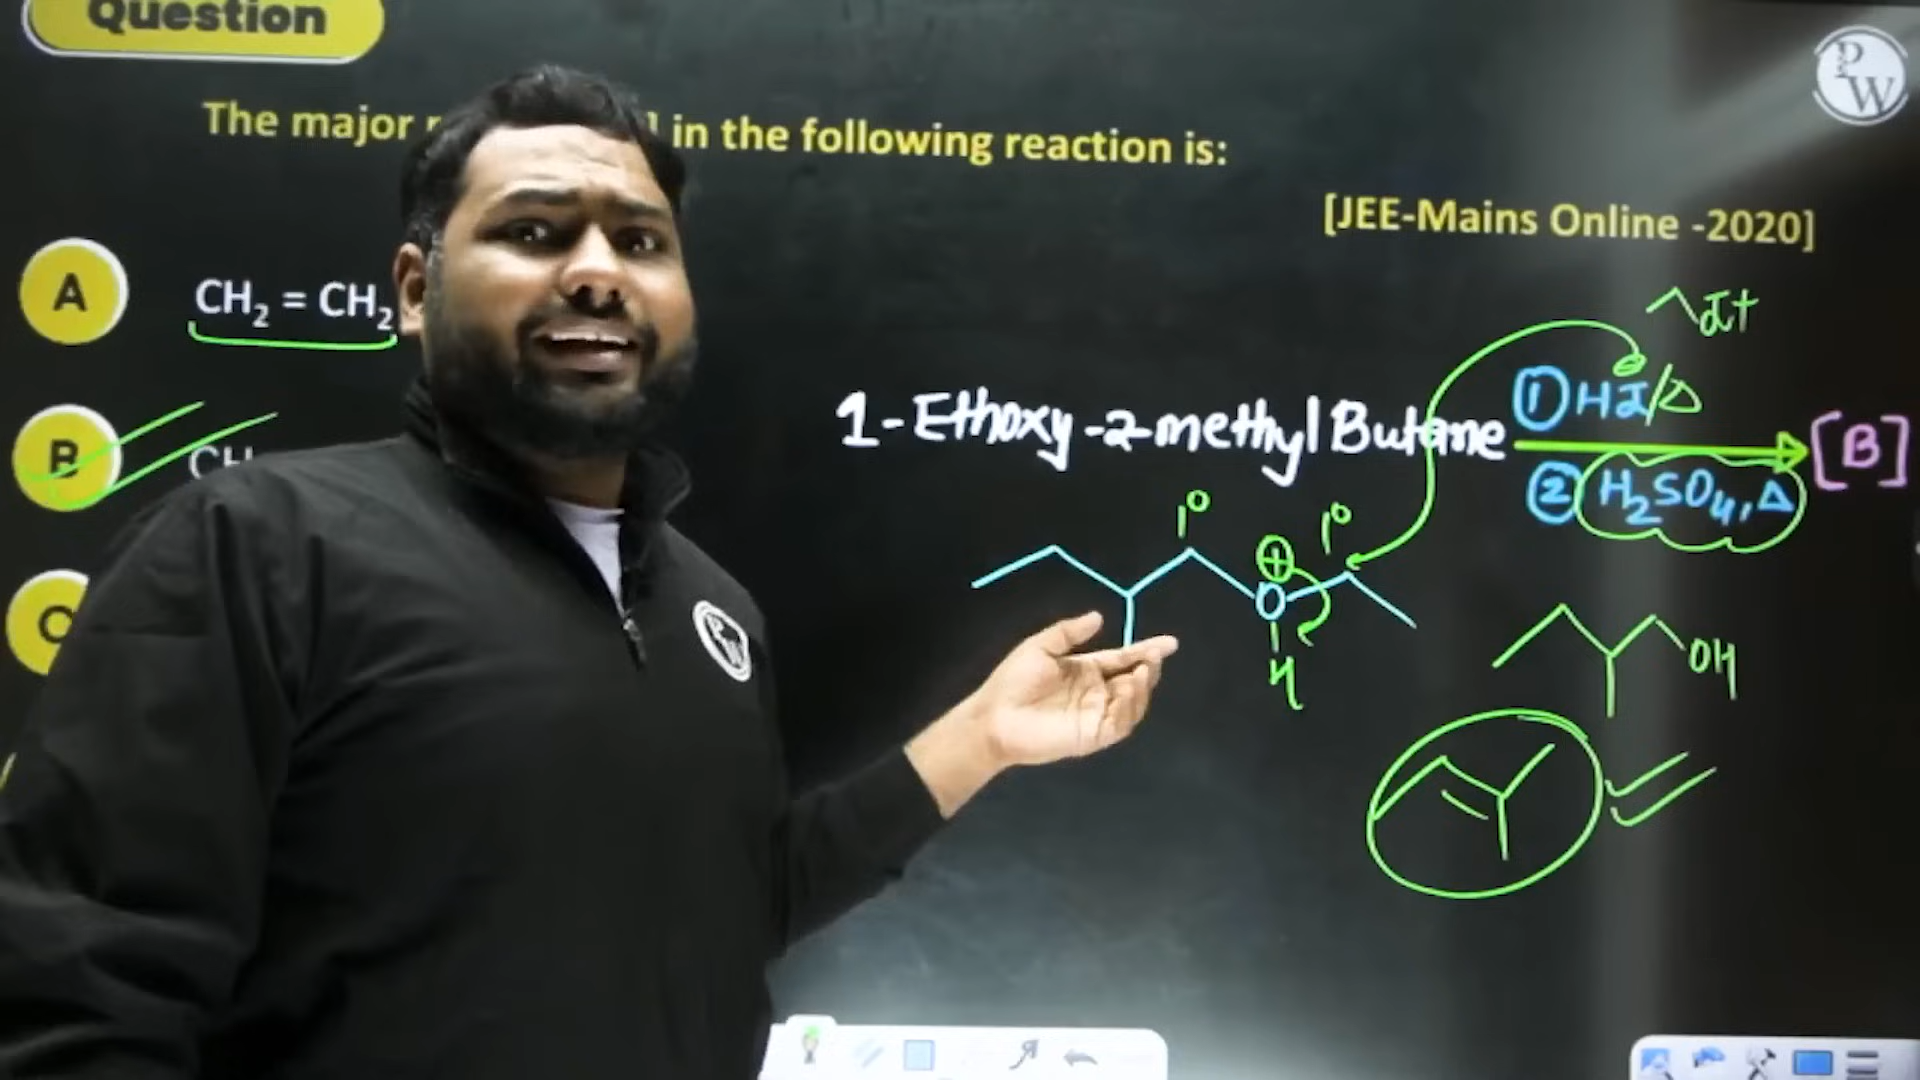 Question
P
W
The major in the following reaction is:
[JEE-Mains Online -2020]
A
CH₂ = CH₂
I +
① HI/Δ
1-Ethoxy-2-methyl Butane
[B]
② H₂SO₄, Δ
B
CH
1° 1°
⊕
O
H
OH
C
P
W